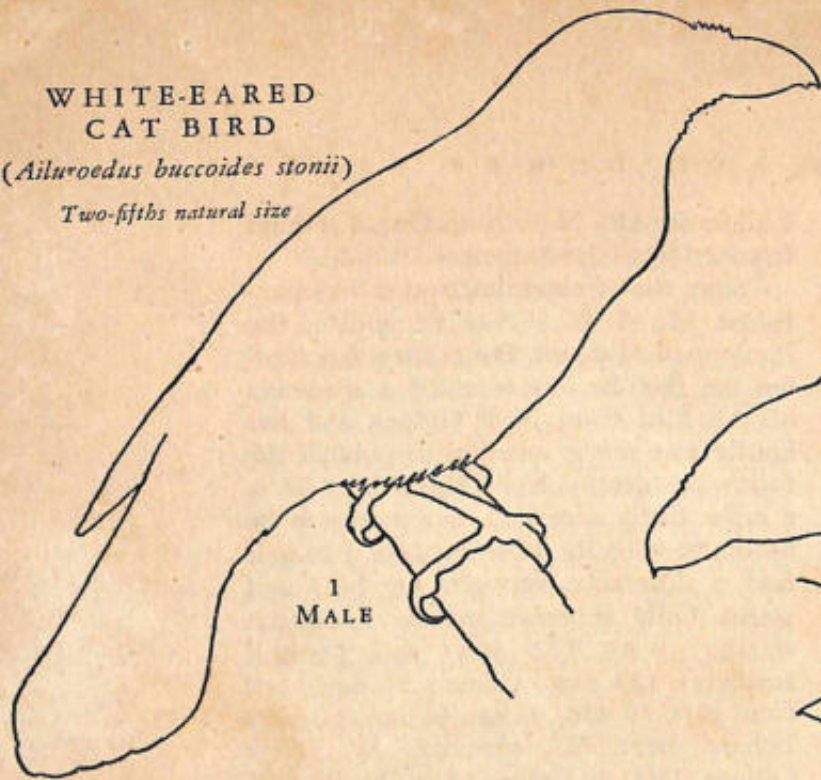 WHITE-EARED
CAT BIRD
(Ailuroedus buccoides stonii)
Two-fifths natural size
1
MALE